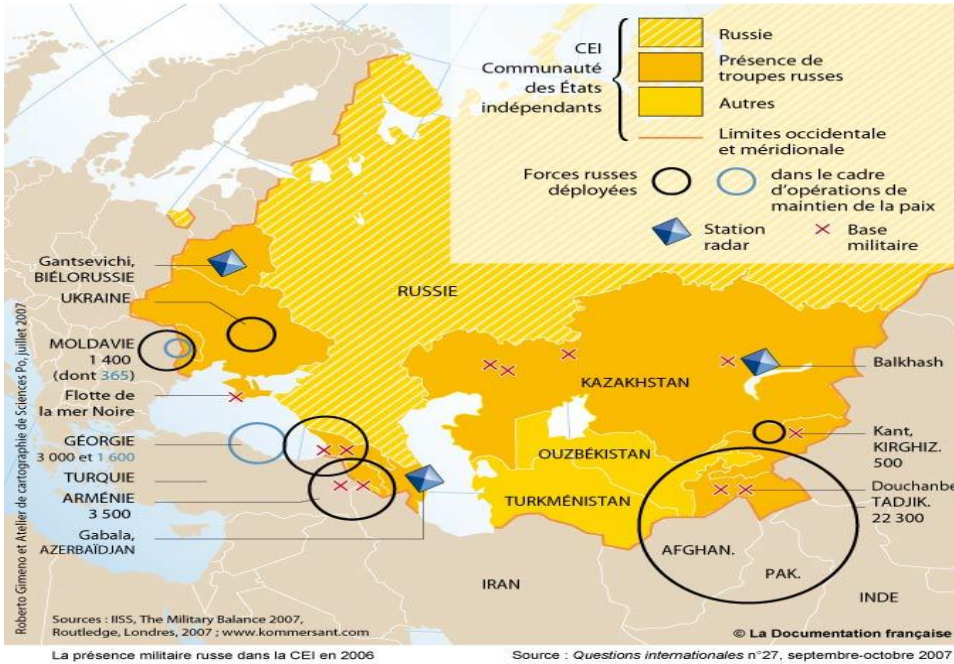 CEI
Communauté
des États
indépendants
Russie
Présence de
troupes russes
Autres
Limites occidentale
et méridionale
Forces russes
déployées
dans le cadre
d'opérations de
maintien de la paix
Station
radar
Base
militaire
Gantsevichi,
BIÉLORUSSIE
UKRAINE
RUSSIE
MOLDAVIE
1 400
(dont 365)
Flotte de
la mer Noire
GÉORGIE
3 000 et 1 600
TURQUIE
ARMÉNIE
3 500
Gabala,
AZERBAÏDJAN
KAZAKHSTAN
Balkhash
OUZBÉKISTAN
TURKMÉNISTAN
Kant,
KIRGHIZ.
500
Douchanbe
TADJIK.
22 300
AFGHAN.
PAK.
IRAN
INDE
Roberto Gimeno et Atelier de cartographie de Sciences Po, juillet 2007
Sources : IISS, The Military Balance 2007,
Routledge, Londres, 2007 ; www.kommersant.com
© La Documentation française
La présence militaire russe dans la CEI en 2006
Source : Questions internationales n°27, septembre-octobre 2007